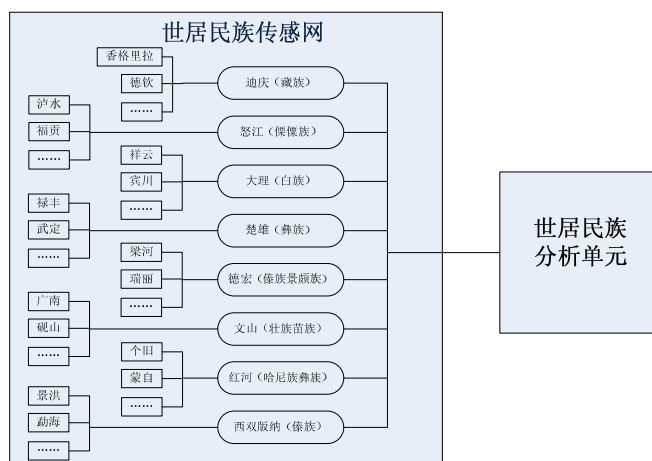 世居民族传感网
香格里拉
德钦
……
迪庆（藏族）
泸水
福贡
……
怒江（傈僳族）
祥云
宾川
……
大理（白族）
禄丰
武定
……
楚雄（彝族）
梁河
瑞丽
……
德宏（傣族景颇族）
广南
砚山
……
文山（壮族苗族）
个旧
蒙自
……
红河（哈尼族彝族）
景洪
勐海
……
西双版纳（傣族）
世居民族
分析单元